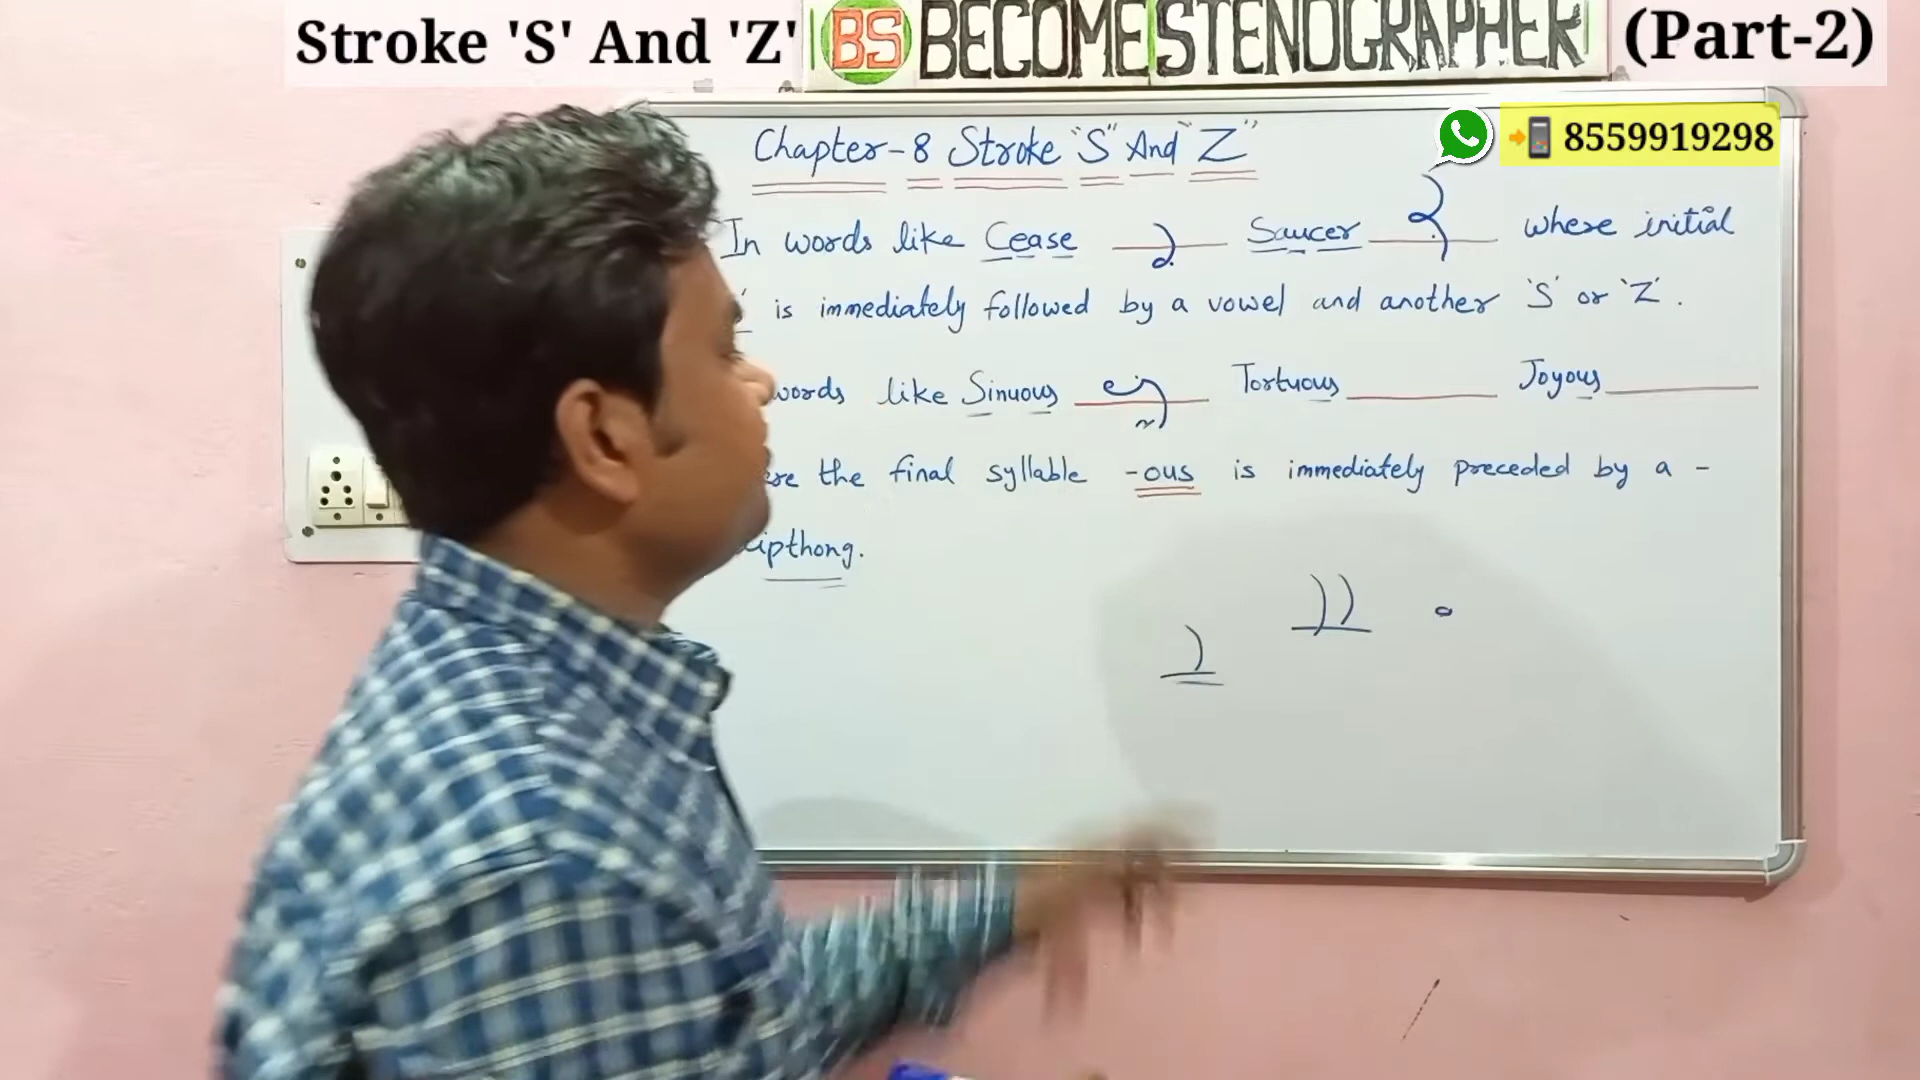 Stroke 'S' And 'Z' BS BECOME STENOGRAPHER (Part-2)
8559919298
Chapter-8 Stroke "S" And "Z"
In words like Cease Saucer where initial
is immediately followed by a vowel and another 'S' or 'Z'.
words like Sinuous Tortuous Joyous
the final syllable -ous is immediately preceded by a -
ipthong.